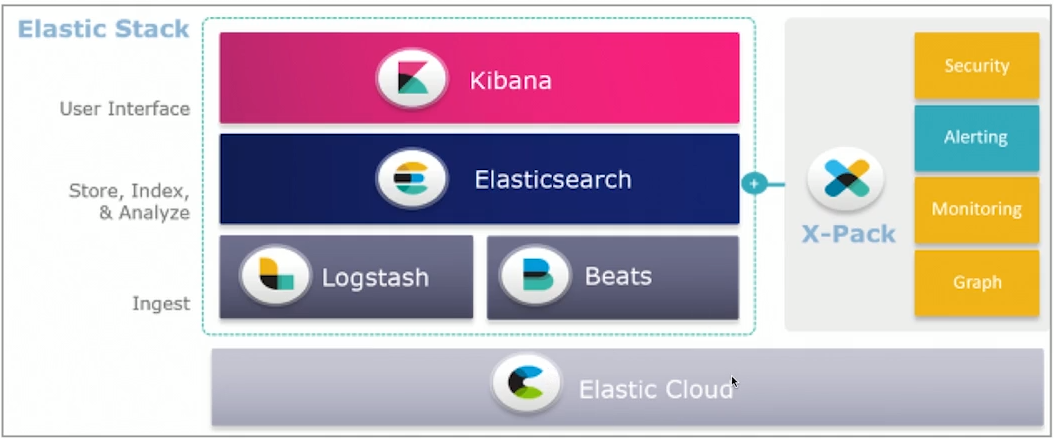 Elastic Stack
User Interface
Kibana
Store, Index,
& Analyze
Elasticsearch
Ingest
Logstash
Beats
X-Pack
Security
Alerting
Monitoring
Graph
Elastic Cloud